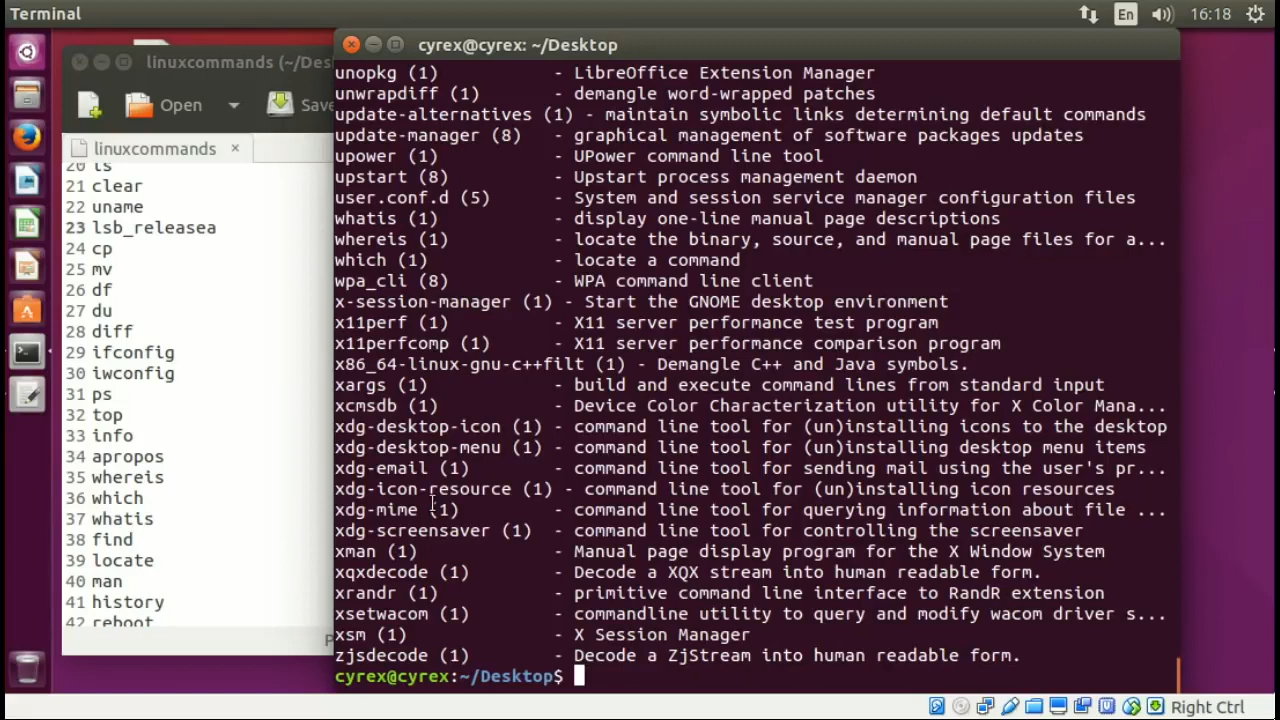 Terminal
En
16:18
linuxcommands (~/Des
Open
Save
linuxcommands ×
20 ls
21 clear
22 uname
23 lsb_releasea
24 cp
25 mv
26 df
27 du
28 diff
29 ifconfig
30 iwconfig
31 ps
32 top
33 info
34 apropos
35 whereis
36 which
37 whatis
38 find
39 locate
40 man
41 history
42 reboot
cyrex@cyrex: ~/Desktop
unopkg (1) - LibreOffice Extension Manager
unwrapdiff (1) - demangle word-wrapped patches
update-alternatives (1) - maintain symbolic links determining default commands
update-manager (8) - graphical management of software packages updates
upower (1) - UPower command line tool
upstart (8) - Upstart process management daemon
user.conf.d (5) - System and session service manager configuration files
whatis (1) - display one-line manual page descriptions
whereis (1) - locate the binary, source, and manual page files for a...
which (1) - locate a command
wpa_cli (8) - WPA command line client
x-session-manager (1) - Start the GNOME desktop environment
x11perf (1) - X11 server performance test program
x11perfcomp (1) - X11 server performance comparison program
x86_64-linux-gnu-c++filt (1) - Demangle C++ and Java symbols.
xargs (1) - build and execute command lines from standard input
xcmsdb (1) - Device Color Characterization utility for X Color Mana...
xdg-desktop-icon (1) - command line tool for (un)installing icons to the desktop
xdg-desktop-menu (1) - command line tool for (un)installing desktop menu items
xdg-email (1) - command line tool for sending mail using the user's pr...
xdg-icon-resource (1) - command line tool for (un)installing icon resources
xdg-mime (1) - command line tool for querying information about file ...
xdg-screensaver (1) - command line tool for controlling the screensaver
xman (1) - Manual page display program for the X Window System
xqxdecode (1) - Decode a XQX stream into human readable form.
xrandr (1) - primitive command line interface to RandR extension
xsetwacom (1) - commandline utility to query and modify wacom driver s...
xsm (1) - X Session Manager
zjsdecode (1) - Decode a ZjStream into human readable form.
cyrex@cyrex:~/Desktop$
Right Ctrl